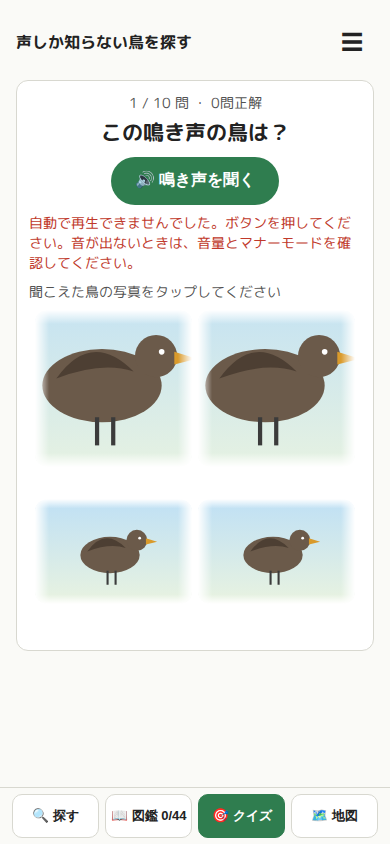 声しか知らない鳥を探す
1 / 10 問 · 0問正解
この鳴き声の鳥は？
🔊 鳴き声を聞く
自動で再生できませんでした。ボタンを押してくだ
さい。音が出ないときは、音量とマナーモードを確
認してください。
聞こえた鳥の写真をタップしてください
🔍 探す
📖 図鑑 0/44
🎯 クイズ
🗺️ 地図